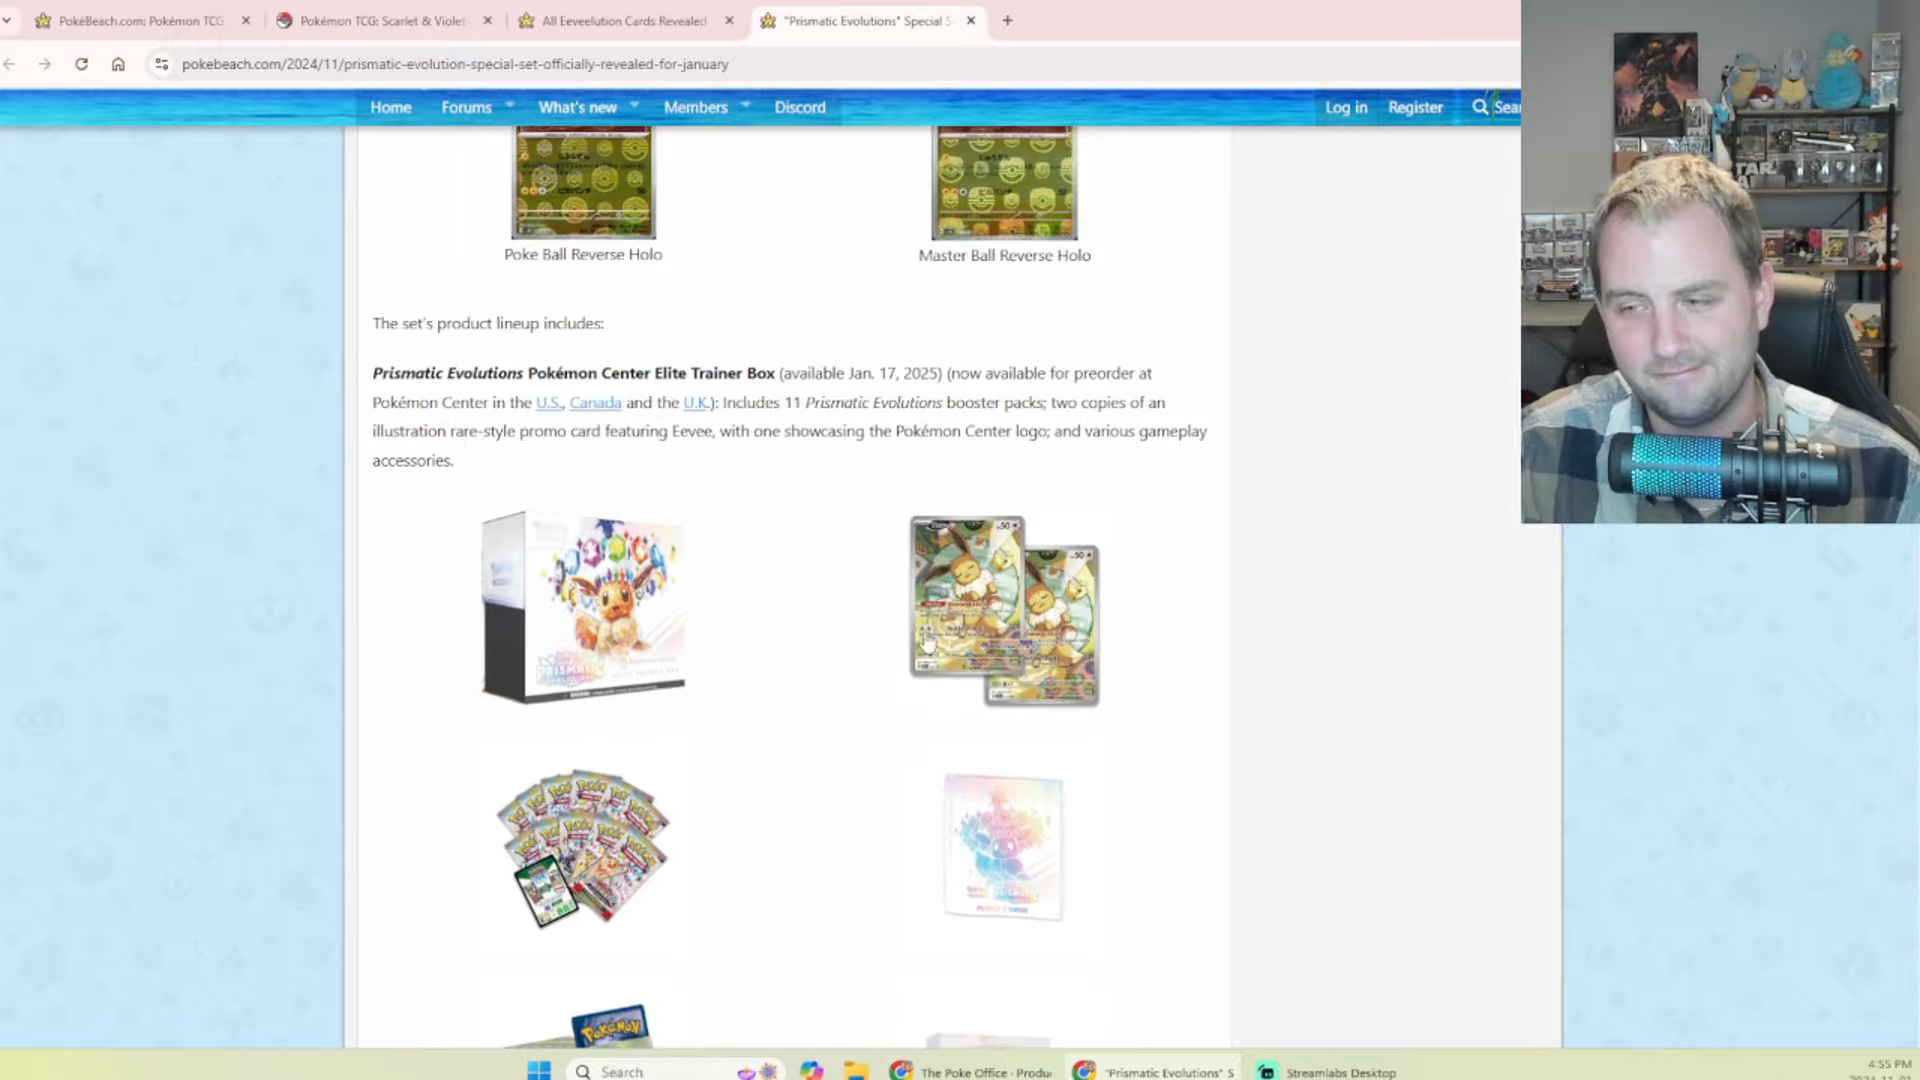 PokéBeach.com: Pokémon TCG
Pokémon TCG: Scarlet & Violet
All Eeveelution Cards Revealed
"Prismatic Evolutions" Special S
pokebeach.com/2024/11/prismatic-evolution-special-set-officially-revealed-for-january
Home Forums What's new Members Discord Log in Register Sear
Poke Ball Reverse Holo
Master Ball Reverse Holo
The set's product lineup includes:
Prismatic Evolutions Pokémon Center Elite Trainer Box (available Jan. 17, 2025) (now available for preorder at
Pokémon Center in the U.S., Canada and the U.K.): Includes 11 Prismatic Evolutions booster packs; two copies of an
illustration rare-style promo card featuring Eevee, with one showcasing the Pokémon Center logo; and various gameplay
accessories.
Pokémon
Search
The Poke Office - Produ
"Prismatic Evolutions" S
Streamlabs Desktop
4:55 PM